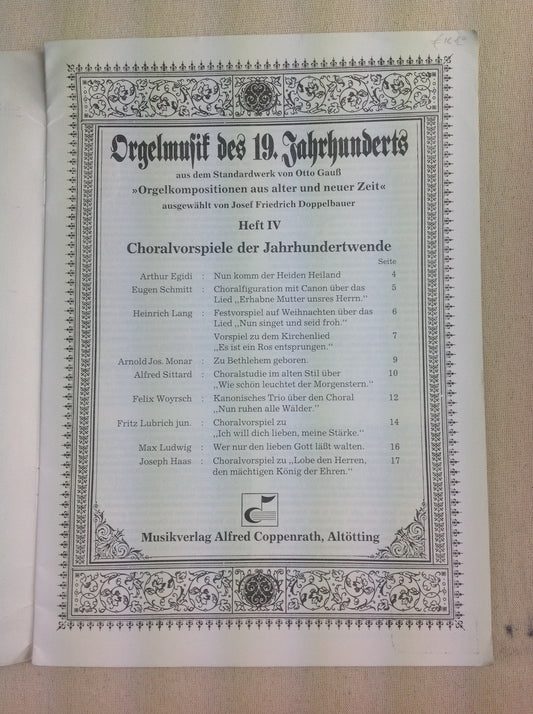 Orgelmusik des 19. Jahrhunderts
aus dem Standardwerk von Otto Gauß
»Orgelkompositionen aus alter und neuer Zeit«
ausgewählt von Josef Friedrich Doppelbauer
Heft IV
Choralvorspiele der Jahrhundertwende
Seite
Arthur Egidi : Nun komm der Heiden Heiland 4
Eugen Schmitt : Choralfiguration mit Canon über das 5
Lied „Erhabne Mutter unsres Herrn.“
Heinrich Lang : Festvorspiel auf Weihnachten über das 6
Lied „Nun singet und seid froh.“
Vorspiel zu dem Kirchenlied 7
„Es ist ein Ros entsprungen.“
Arnold Jos. Monar : Zu Bethlehem geboren. 9
Alfred Sittard : Choralstudie im alten Stil über 10
„Wie schön leuchtet der Morgenstern.“
Felix Woyrsch : Kanonisches Trio über den Choral 12
„Nun ruhen alle Wälder.“
Fritz Lubrich jun. : Choralvorspiel zu 14
„Ich will dich lieben, meine Stärke.“
Max Ludwig : Wer nur den lieben Gott läßt walten. 16
Joseph Haas : Choralvorspiel zu „Lobe den Herren, 17
den mächtigen König der Ehren.“
Musikverlag Alfred Coppenrath, Altötting